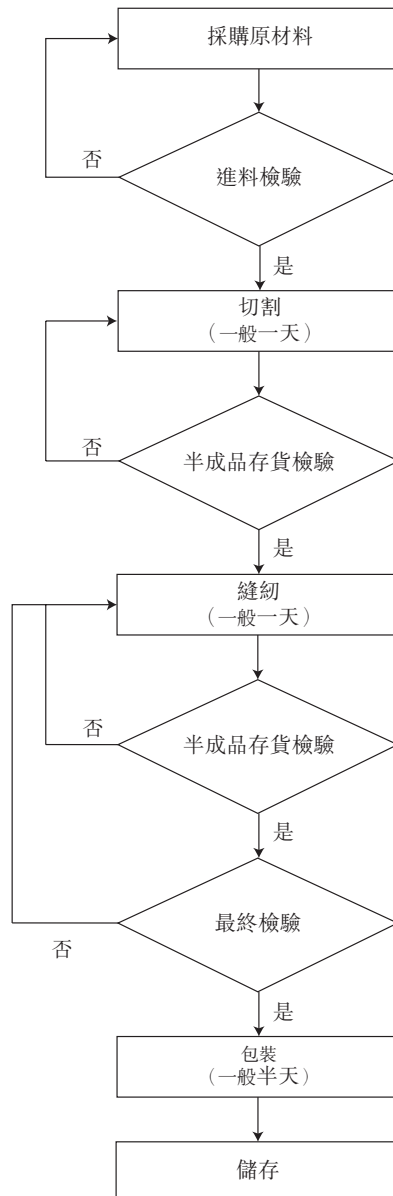 採購原材料
否
進料檢驗
是
切割
（一般一天）
否
半成品存貨檢驗
是
縫紉
（一般一天）
否
半成品存貨檢驗
是
最終檢驗
否
是
包裝
（一般半天）
儲存